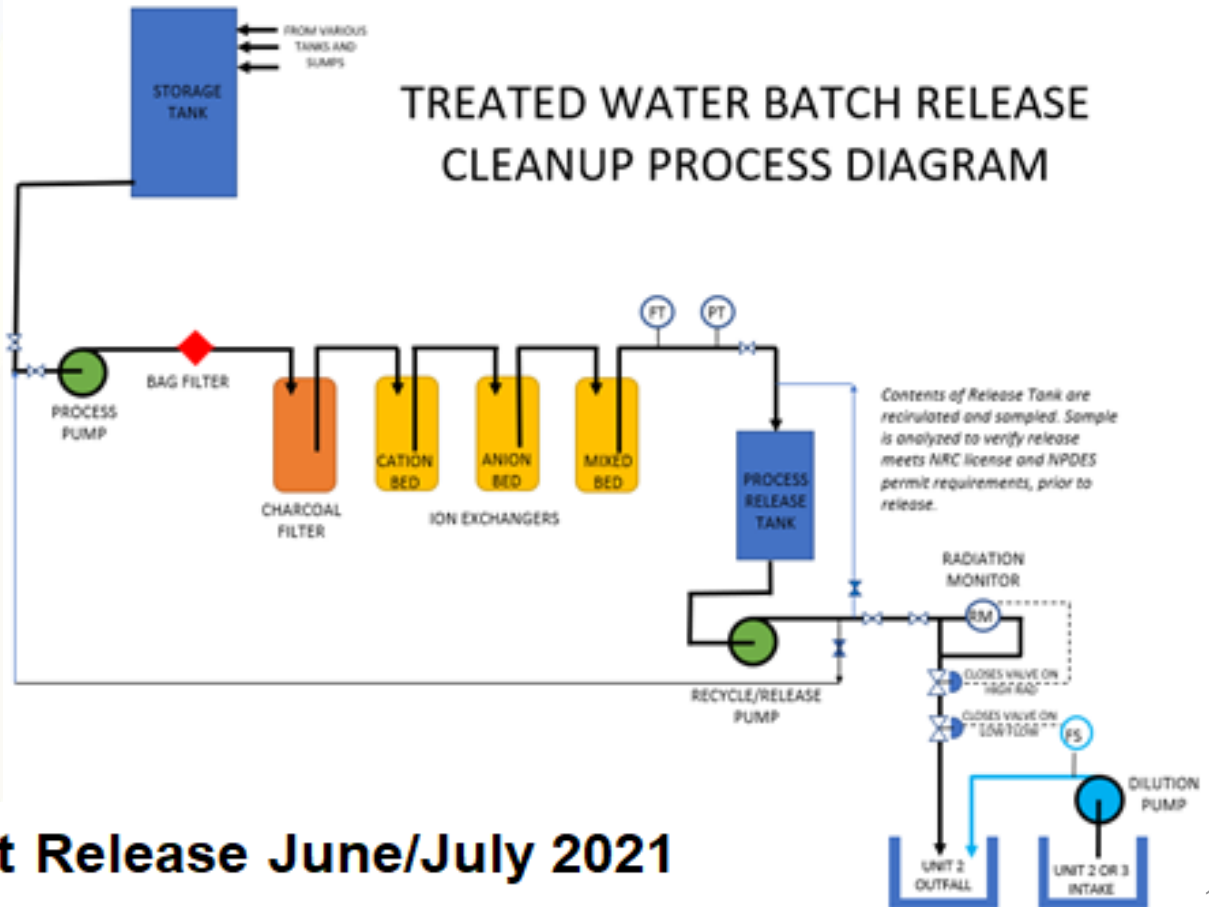 FROM VARIOUS
TANKS AND
SUMPS
STORAGE
TANK
TREATED WATER BATCH RELEASE
CLEANUP PROCESS DIAGRAM
FT
PT
BAG FILTER
PROCESS
PUMP
CHARCOAL
FILTER
CATION
BED
ANION
BED
MIXED
BED
ION EXCHANGERS
PROCESS
RELEASE
TANK
Contents of Release Tank are
recirulated and sampled. Sample
is analyzed to verify release
meets NRC license and NPDES
permit requirements, prior to
release.
RADIATION
MONITOR
RM
CLOSES VALVE ON
HIGH RAD
RECYCLE/RELEASE
PUMP
CLOSES VALVE ON
LOW FLOW
FS
DILUTION
PUMP
UNIT 2
OUTFALL
UNIT 2 OR 3
INTAKE
t Release June/July 2021